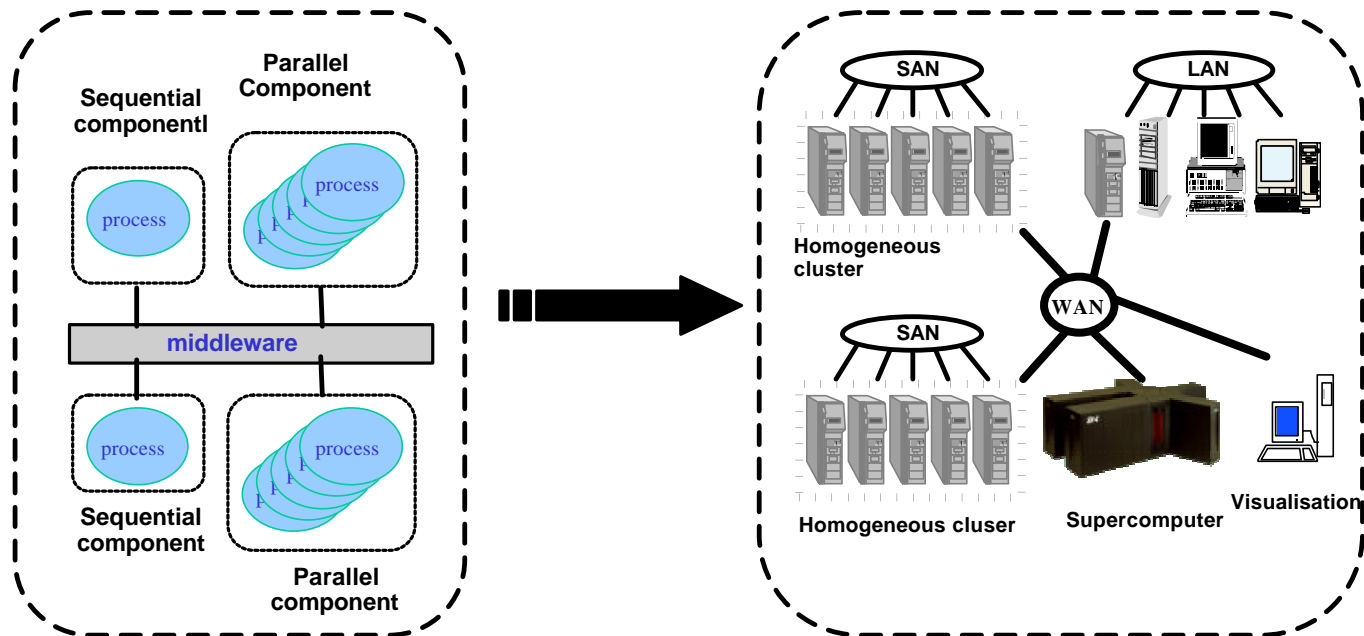 Parallel
Component
Sequential
componentl
process
process
middleware
process
process
Sequential
component
Parallel
component
SAN
LAN
Homogeneous
cluster
WAN
SAN
Homogeneous cluser
Supercomputer
Visualisation